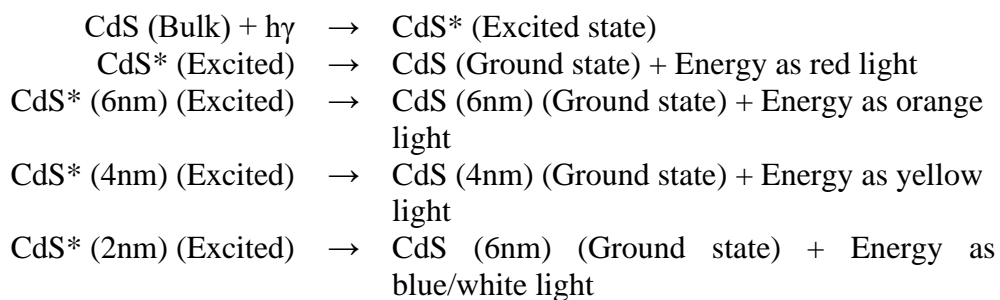 CdS (Bulk) + hγ → CdS* (Excited state)
CdS* (Excited) → CdS (Ground state) + Energy as red light
CdS* (6nm) (Excited) → CdS (6nm) (Ground state) + Energy as orange
light
CdS* (4nm) (Excited) → CdS (4nm) (Ground state) + Energy as yellow
light
CdS* (2nm) (Excited) → CdS (6nm) (Ground state) + Energy as
blue/white light